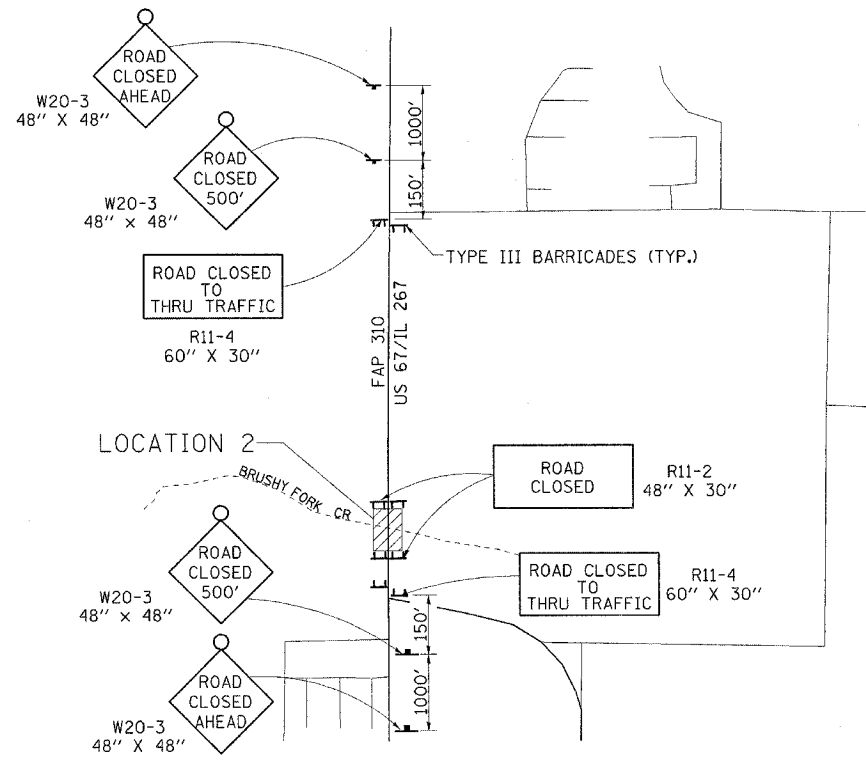 ROAD
CLOSED
AHEAD
W20-3
48" X 48"
1000'
ROAD
CLOSED
500'
W20-3
48" x 48"
150'
TYPE III BARRICADES (TYP.)
ROAD CLOSED
TO
THRU TRAFFIC
R11-4
60" X 30"
FAP 310
US 67/IL 267
LOCATION 2
BRUSHY FORK CR
ROAD
CLOSED
R11-2
48" X 30"
ROAD
CLOSED
500'
W20-3
48" x 48"
ROAD CLOSED
TO
THRU TRAFFIC
R11-4
60" X 30"
150'
ROAD
CLOSED
AHEAD
W20-3
48" X 48"
1000'